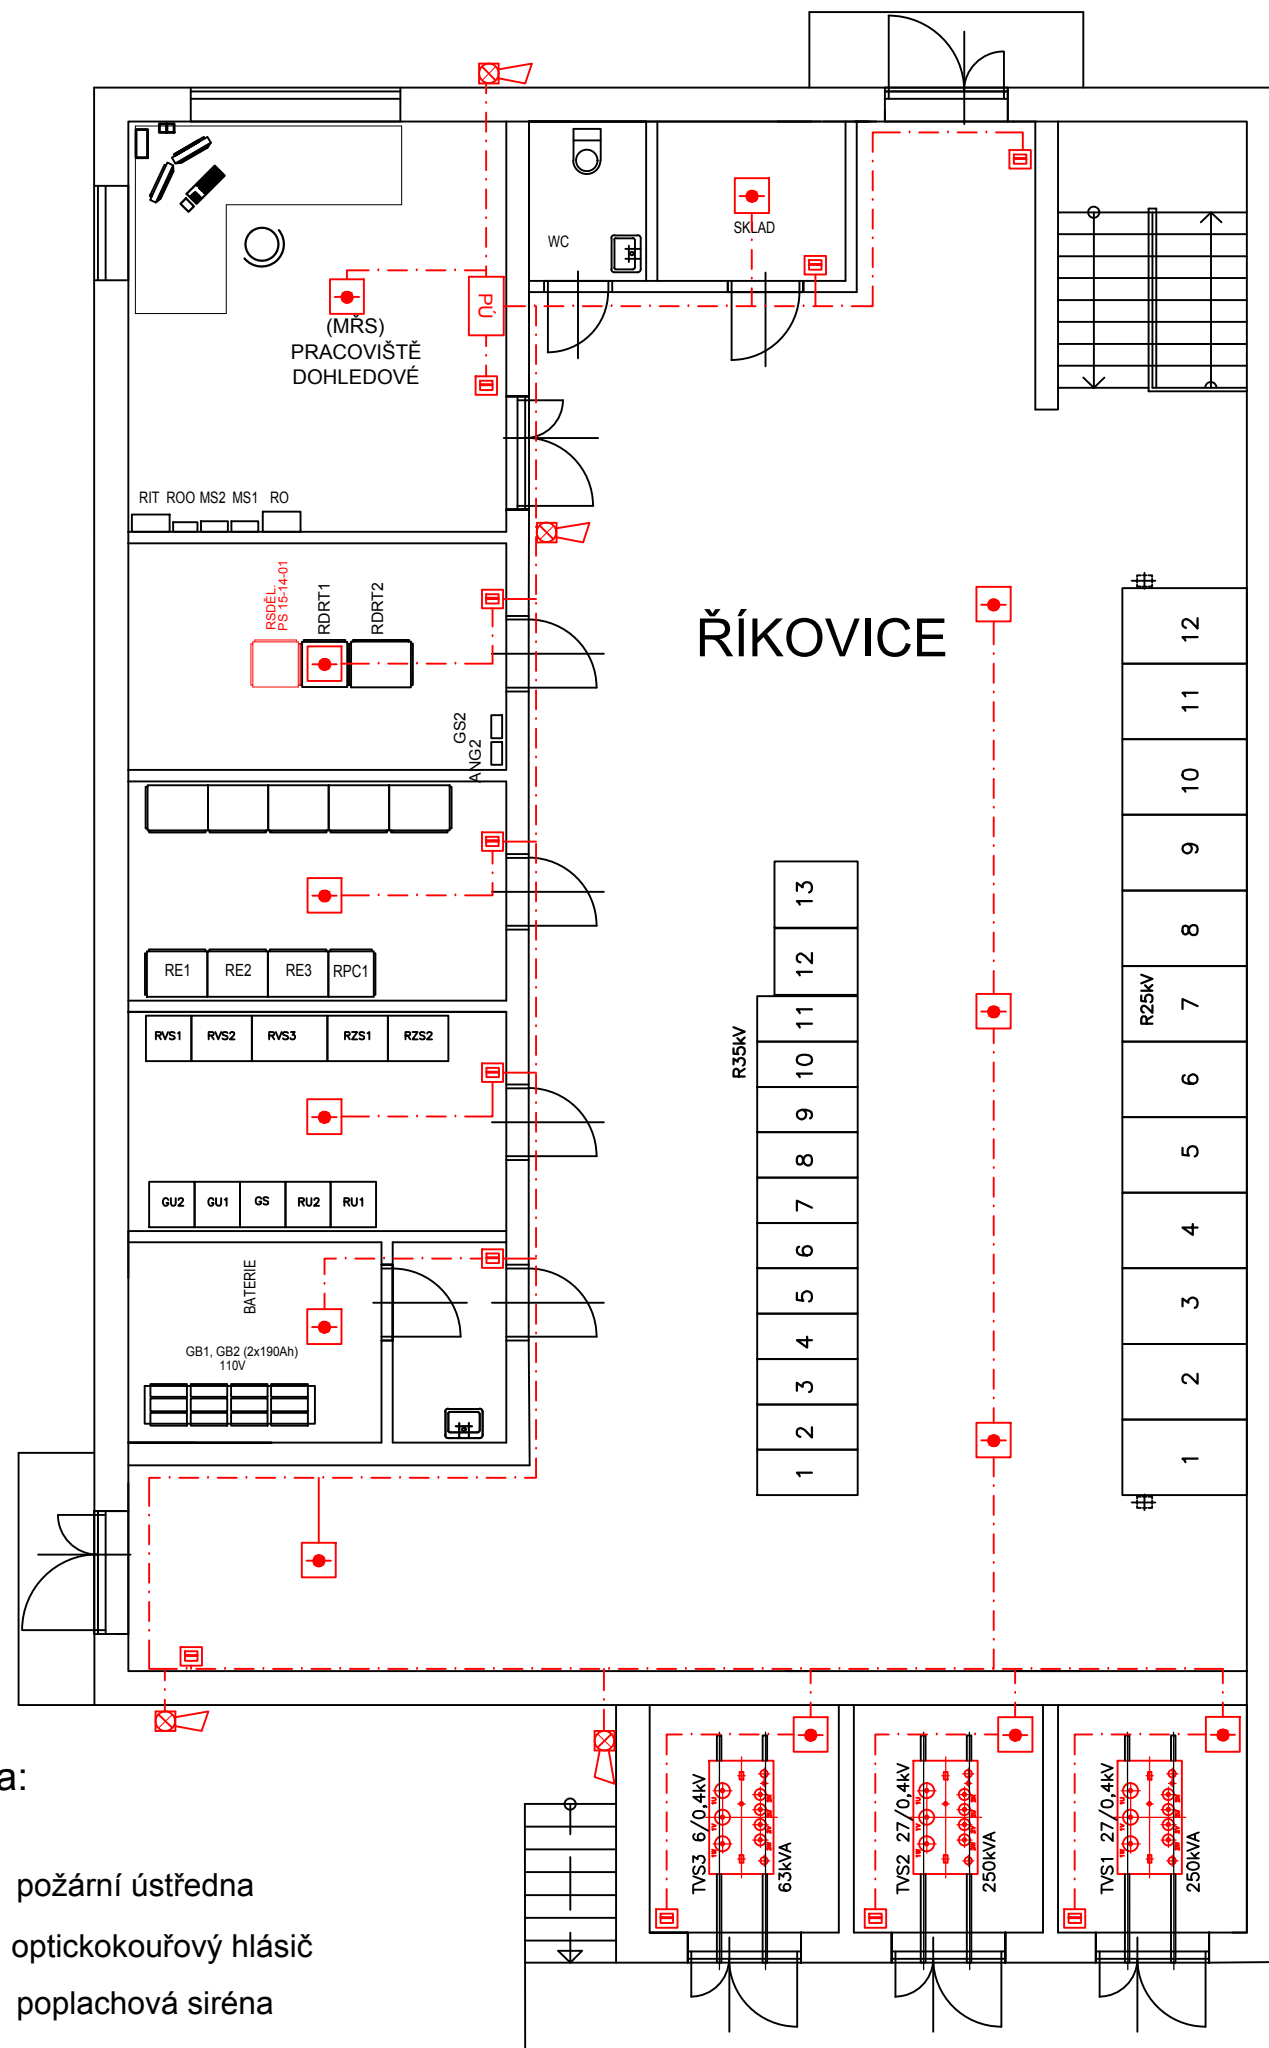 WC
SKLAD
PÚ
(MŘS)
PRACOVIŠTĚ
DOHLEDOVÉ
RIT
ROO
MS2
MS1
RO
RSDĚL.
PS 15-14-01
RDRT1
RDRT2
GS2
ANG2
ŘÍKOVICE
RE1
RE2
RE3
RPC1
RVS1
RVS2
RVS3
RZS1
RZS2
GU2
GU1
GS
RU2
RU1
BATERIE
GB1, GB2 (2x190Ah)
110V
R35kV
13
12
11
10
9
8
7
6
5
4
3
2
1
R25kV
12
11
10
9
8
7
6
5
4
3
2
1
TVS3 6/0,4kV
63kVA
TVS2 27/0,4kV
250kVA
TVS1 27/0,4kV
250kVA
a:
požární ústředna
optickokouřový hlásič
poplachová siréna